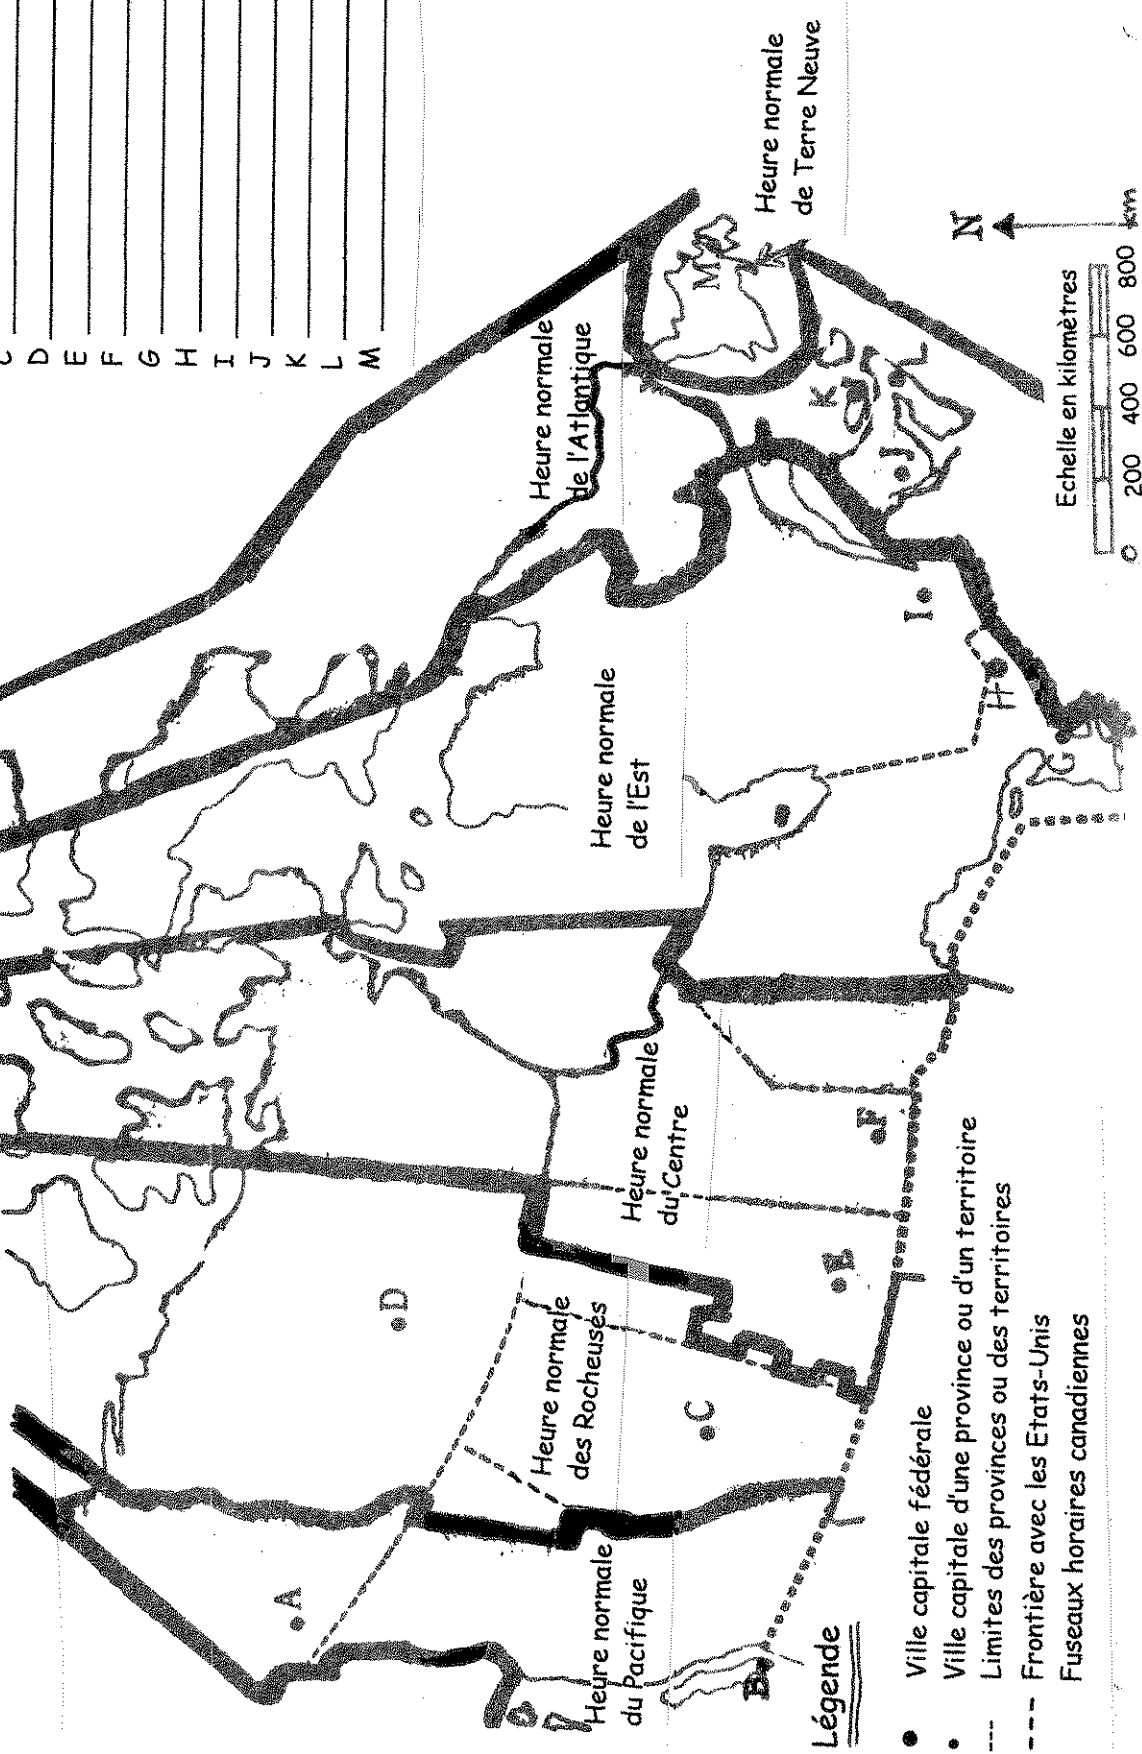 C
D
E
F
G
H
I
J
K
L
M
Heure normale
de Terre Neuve
Heure normale
de l'Atlantique
Heure normale
de l'Est
Heure normale
du Centre
Heure normale
des Rocheuses
Heure normale
du Pacifique
A
B
C
D
E
F
G
H
I
J
K
L
M
N
Echelle en kilomètres
0 200 400 600 800 km
Légende
Ville capitale fédérale
Ville capitale d'une province ou d'un territoire
Limites des provinces ou des territoires
Frontière avec les Etats-Unis
Fuseaux horaires canadiennes